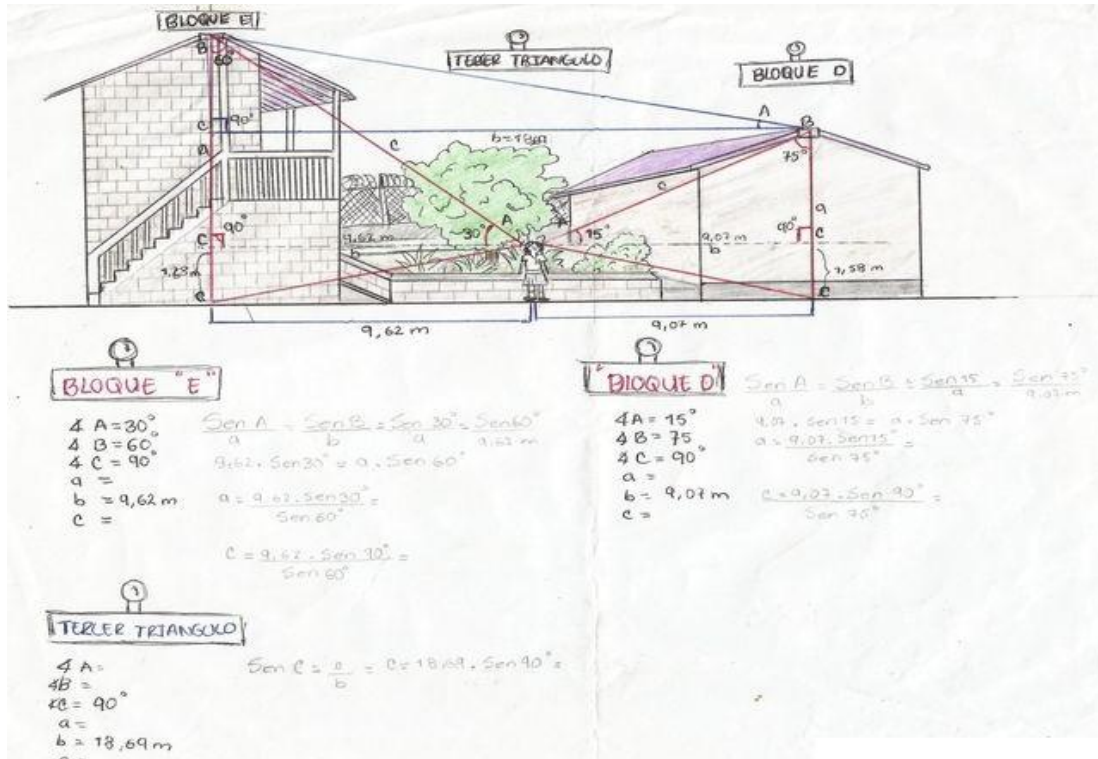 BLOQUE E
B
60°
TERCER TRIANGULO
BLOQUE D
C 90°
A
B
b=18,69
C
75°
a
C
A
a
90°
C
30°
15°
90°
C
9,62 m
9,07 m
b
1,58 m
C
C
9,62 m
9,07 m
BLOQUE "E"
∡ A=30°
∡ B=60°
∡ C=90°
a =
b = 9,62 m
c =
Sen A / a = Sen B / b = Sen 30° / a = Sen 60° / 9,62 m
9,62 . Sen 30° = a . Sen 60°
a = 9,62 . Sen 30° / Sen 60° =
C = 9,62 . Sen 90° / Sen 60° =
"BLOQUE D"
∡ A = 15°
∡ B = 75
∡ C = 90°
a =
b = 9,07 m
c =
Sen A / a = Sen B / b = Sen 15 / a = Sen 75° / 9,07 m
9,07 . Sen 15 = a . Sen 75°
a = 9,07 . Sen 15° / Sen 75° =
C = 9,07 . Sen 90° / Sen 75° =
TERCER TRIANGULO
∡ A =
∡B =
∡C = 90°
a =
b = 18,69 m
Sen C = / b = C = 18,69 . Sen 90° =